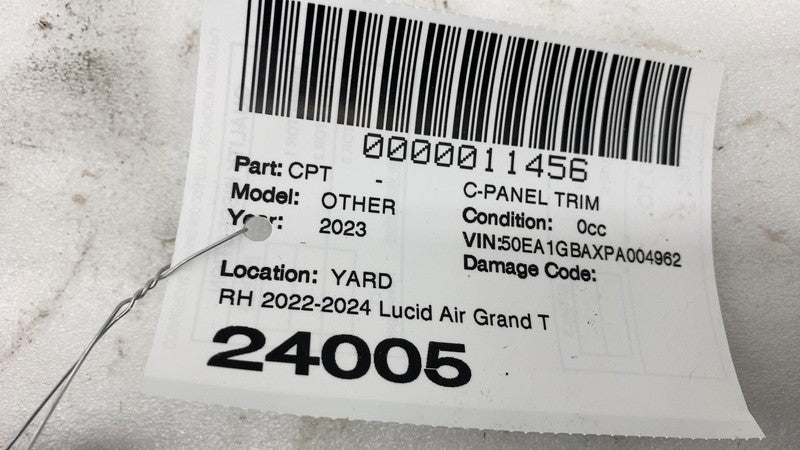 0000011456
Part: CPT - C-PANEL TRIM
Model: OTHER Condition: 0cc
Year: 2023 VIN:50EA1GBAXPA004962
Damage Code:
Location: YARD
RH 2022-2024 Lucid Air Grand T
24005